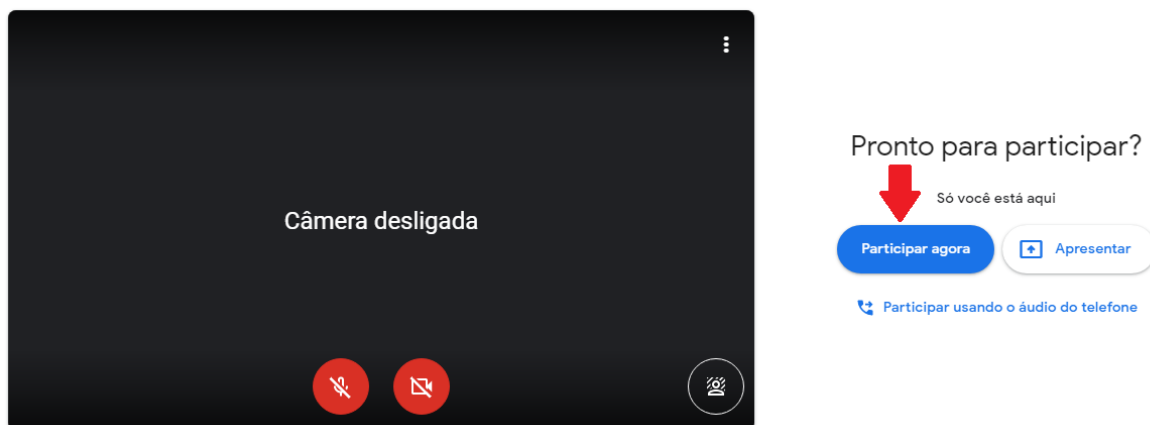 Câmera desligada
Pronto para participar?
Só você está aqui
Participar agora
Apresentar
Participar usando o áudio do telefone